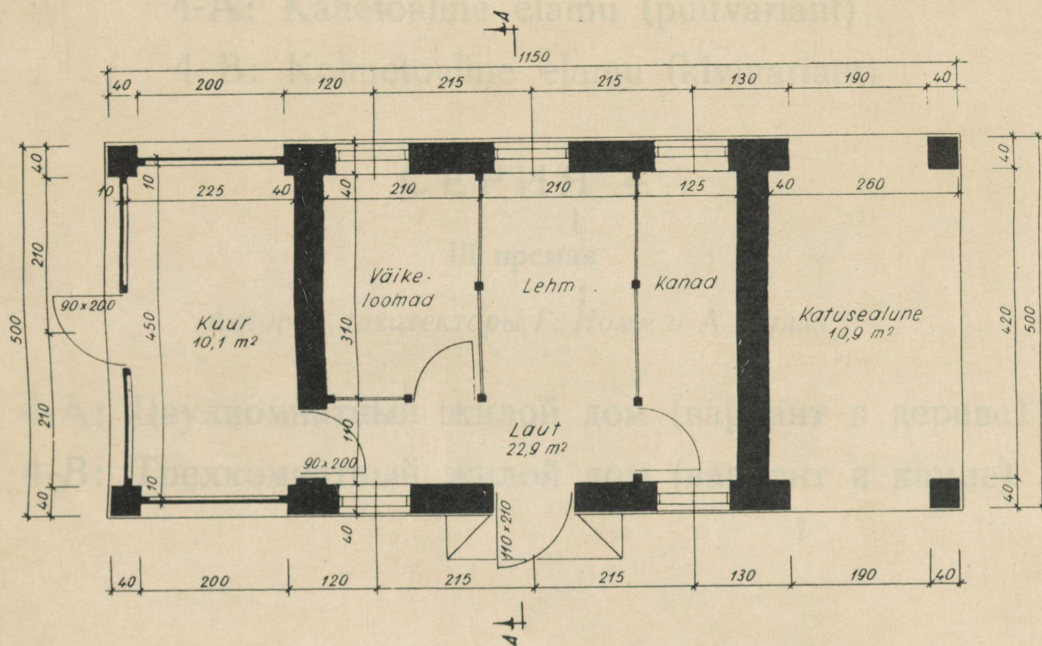 4-A: Kahetoaline elamu (puitvariant)
4-B: Kahetoaline elamu (kivivariant)
A
1150
40 200 120 215 215 130 190 40
40
10 10 225 40 40 210 210 125 40 260
40
СЕРИЯ
III премия
210
500
90×200
450
Kuur
10,1 m²
Väike-
loomad
310
Lehm
Kanad
Katusealune
10,9 m²
420
500
архитекторы
210
4-А: Двухкомнатный жилой дом (вариант в дереве)
110
90×200
Laut
22,9 m²
4-В: Трехкомнатный жилой дом (вариант в камне)
40
10
40
40
110×210
40 200 120 215 215 130 190 40
A